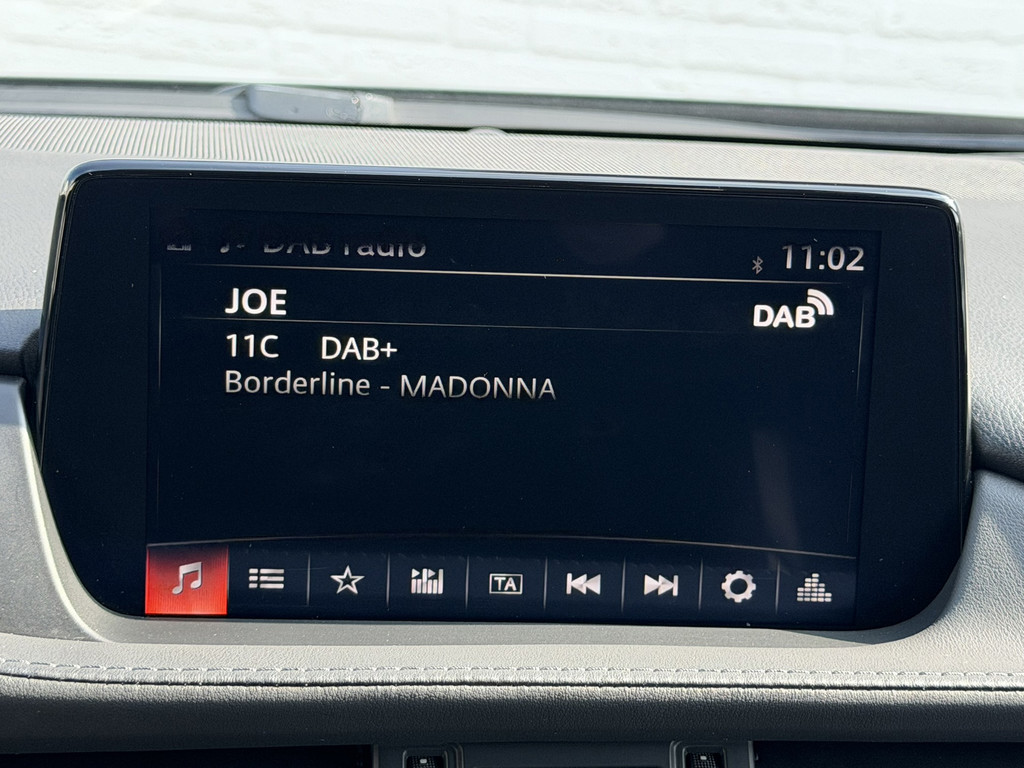 DAB radio
11:02
JOE
DAB
11C DAB+
Borderline - MADONNA
TA